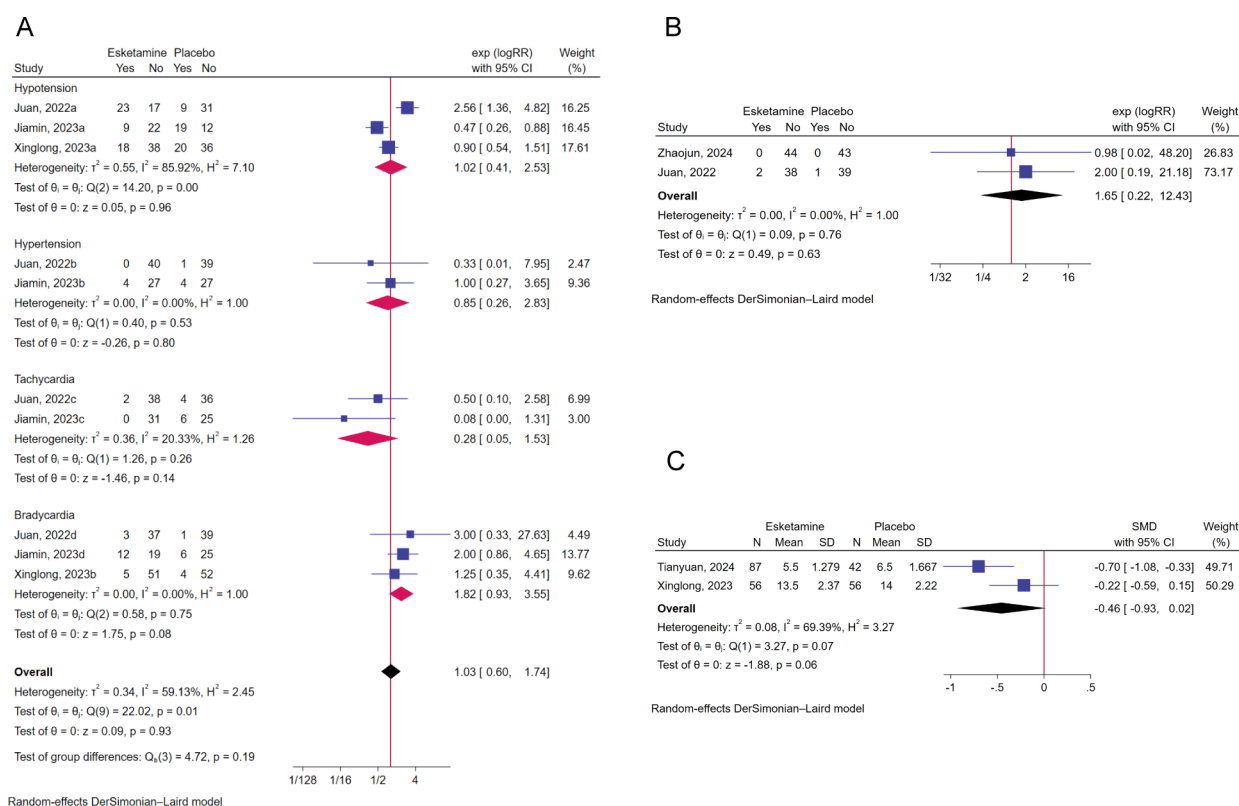 A
Esketamine Placebo exp (logRR) Weight
Study Yes No Yes No with 95% CI (%)
Hypotension
Juan, 2022a 23 17 9 31 2.56 [ 1.36, 4.82] 16.25
Jiamin, 2023a 9 22 19 12 0.47 [ 0.26, 0.88] 16.45
Xinglong, 2023a 18 38 20 36 0.90 [ 0.54, 1.51] 17.61
Heterogeneity: τ² = 0.55, I² = 85.92%, H² = 7.10 1.02 [ 0.41, 2.53]
Test of θᵢ = θⱼ: Q(2) = 14.20, p = 0.00
Test of θ = 0: z = 0.05, p = 0.96
Hypertension
Juan, 2022b 0 40 1 39 0.33 [ 0.01, 7.95] 2.47
Jiamin, 2023b 4 27 4 27 1.00 [ 0.27, 3.65] 9.36
Heterogeneity: τ² = 0.00, I² = 0.00%, H² = 1.00 0.85 [ 0.26, 2.83]
Test of θᵢ = θⱼ: Q(1) = 0.40, p = 0.53
Test of θ = 0: z = -0.26, p = 0.80
Tachycardia
Juan, 2022c 2 38 4 36 0.50 [ 0.10, 2.58] 6.99
Jiamin, 2023c 0 31 6 25 0.08 [ 0.00, 1.31] 3.00
Heterogeneity: τ² = 0.36, I² = 20.33%, H² = 1.26 0.28 [ 0.05, 1.53]
Test of θᵢ = θⱼ: Q(1) = 1.26, p = 0.26
Test of θ = 0: z = -1.46, p = 0.14
Bradycardia
Juan, 2022d 3 37 1 39 3.00 [ 0.33, 27.63] 4.49
Jiamin, 2023d 12 19 6 25 2.00 [ 0.86, 4.65] 13.77
Xinglong, 2023b 5 51 4 52 1.25 [ 0.35, 4.41] 9.62
Heterogeneity: τ² = 0.00, I² = 0.00%, H² = 1.00 1.82 [ 0.93, 3.55]
Test of θᵢ = θⱼ: Q(2) = 0.58, p = 0.75
Test of θ = 0: z = 1.75, p = 0.08
Overall 1.03 [ 0.60, 1.74]
Heterogeneity: τ² = 0.34, I² = 59.13%, H² = 2.45
Test of θᵢ = θⱼ: Q(9) = 22.02, p = 0.01
Test of θ = 0: z = 0.09, p = 0.93
Test of group differences: Q_b(3) = 4.72, p = 0.19
1/128 1/16 1/2 4
Random-effects DerSimonian–Laird model
B
Esketamine Placebo exp (logRR) Weight
Study Yes No Yes No with 95% CI (%)
Zhaojun, 2024 0 44 0 43 0.98 [ 0.02, 48.20] 26.83
Juan, 2022 2 38 1 39 2.00 [ 0.19, 21.18] 73.17
Overall 1.65 [ 0.22, 12.43]
Heterogeneity: τ² = 0.00, I² = 0.00%, H² = 1.00
Test of θᵢ = θⱼ: Q(1) = 0.09, p = 0.76
Test of θ = 0: z = 0.49, p = 0.63
1/32 1/4 2 16
Random-effects DerSimonian–Laird model
C
Esketamine Placebo SMD Weight
Study N Mean SD N Mean SD with 95% CI (%)
Tianyuan, 2024 87 5.5 1.279 42 6.5 1.667 -0.70 [ -1.08, -0.33] 49.71
Xinglong, 2023 56 13.5 2.37 56 14 2.22 -0.22 [ -0.59, 0.15] 50.29
Overall -0.46 [ -0.93, 0.02]
Heterogeneity: τ² = 0.08, I² = 69.39%, H² = 3.27
Test of θᵢ = θⱼ: Q(1) = 3.27, p = 0.07
Test of θ = 0: z = -1.88, p = 0.06
-1 -.5 0 .5
Random-effects DerSimonian–Laird model